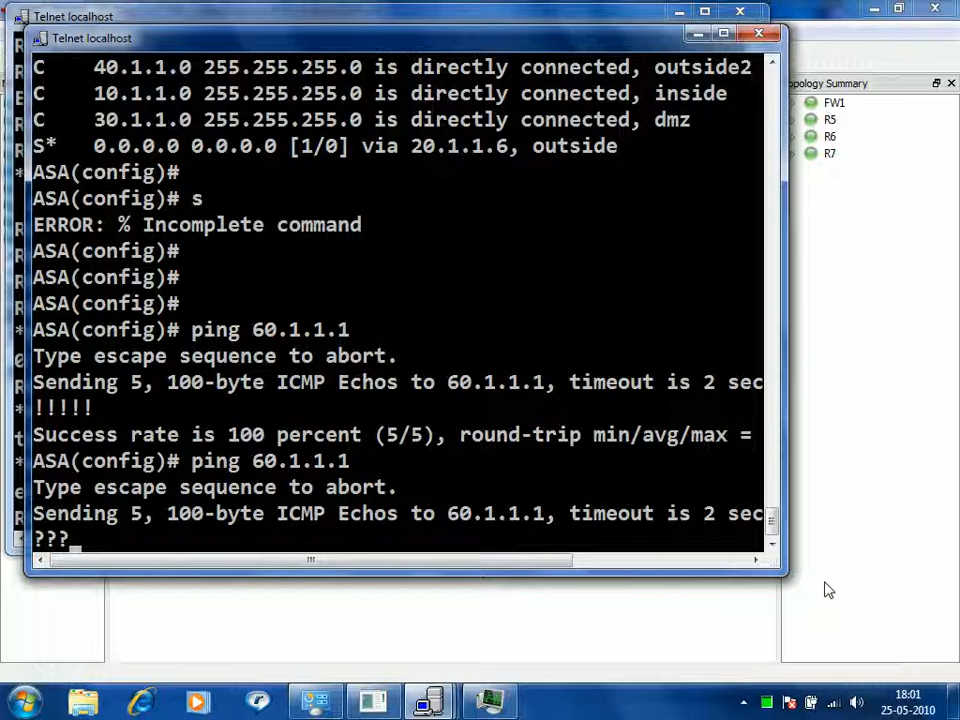 Telnet localhost
Telnet localhost
C    40.1.1.0 255.255.255.0 is directly connected, outside2
C    10.1.1.0 255.255.255.0 is directly connected, inside
C    30.1.1.0 255.255.255.0 is directly connected, dmz
S*   0.0.0.0 0.0.0.0 [1/0] via 20.1.1.6, outside
ASA(config)#
ASA(config)# s
ERROR: % Incomplete command
ASA(config)#
ASA(config)#
ASA(config)#
ASA(config)# ping 60.1.1.1
Type escape sequence to abort.
Sending 5, 100-byte ICMP Echos to 60.1.1.1, timeout is 2 sec
!!!!!
Success rate is 100 percent (5/5), round-trip min/avg/max =
ASA(config)# ping 60.1.1.1
Type escape sequence to abort.
Sending 5, 100-byte ICMP Echos to 60.1.1.1, timeout is 2 sec
???
opology Summary
FW1
R5
R6
R7
18:01
25-05-2010